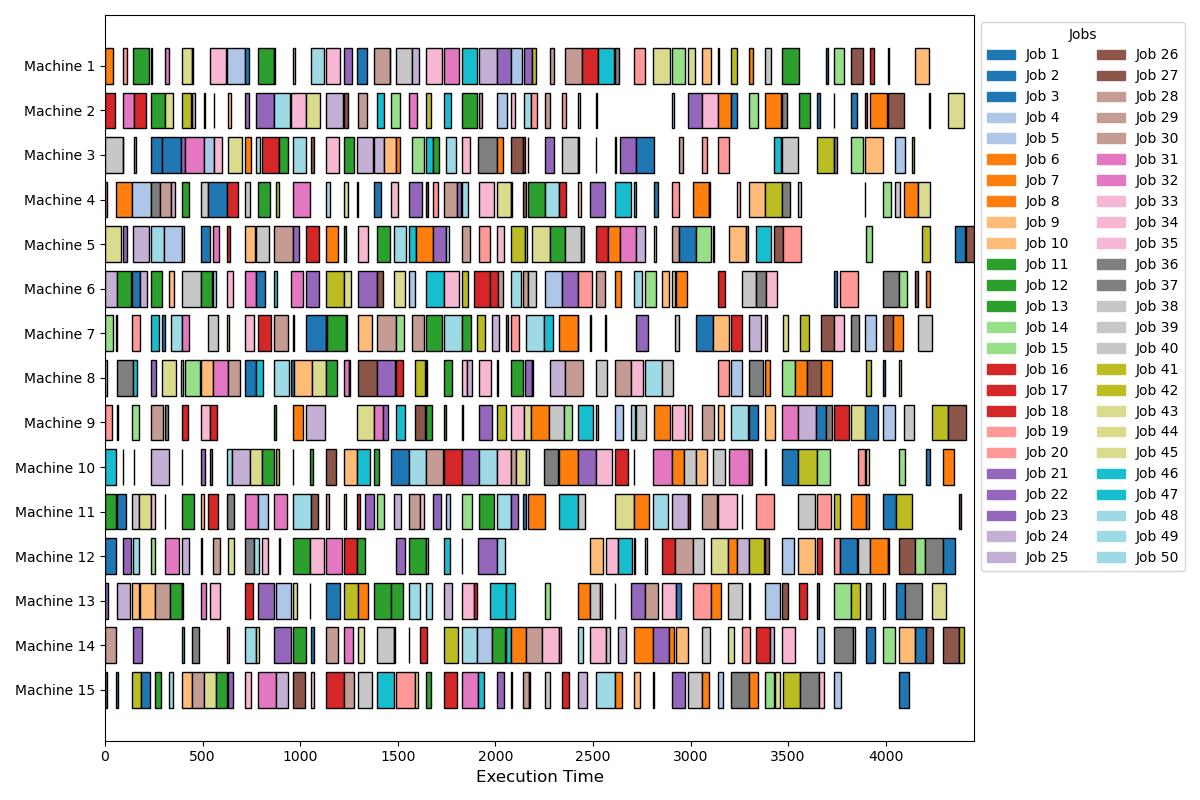 Machine 1
Machine 2
Machine 3
Machine 4
Machine 5
Machine 6
Machine 7
Machine 8
Machine 9
Machine 10
Machine 11
Machine 12
Machine 13
Machine 14
Machine 15
0 500 1000 1500 2000 2500 3000 3500 4000
Execution Time
Jobs
Job 1 Job 26
Job 2 Job 27
Job 3 Job 28
Job 4 Job 29
Job 5 Job 30
Job 6 Job 31
Job 7 Job 32
Job 8 Job 33
Job 9 Job 34
Job 10 Job 35
Job 11 Job 36
Job 12 Job 37
Job 13 Job 38
Job 14 Job 39
Job 15 Job 40
Job 16 Job 41
Job 17 Job 42
Job 18 Job 43
Job 19 Job 44
Job 20 Job 45
Job 21 Job 46
Job 22 Job 47
Job 23 Job 48
Job 24 Job 49
Job 25 Job 50